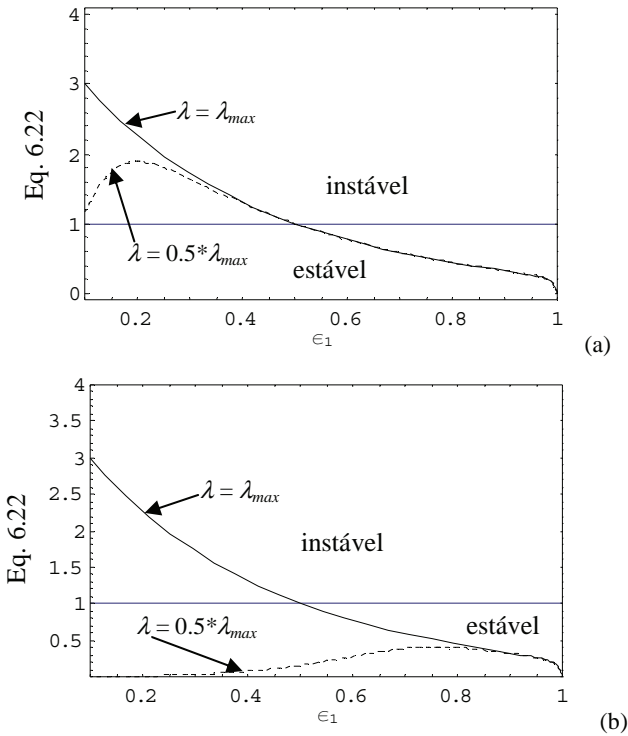 4
3
2
1
0
Eq. 6.22
λ = λmax
instável
λ = 0.5*λmax
estável
0.2 0.4 0.6 0.8 1
∈1
(a)
4
3.5
3
2.5
2
1.5
1
0.5
Eq. 6.22
λ = λmax
instável
λ = 0.5*λmax
estável
0.2 0.4 0.6 0.8 1
∈1
(b)